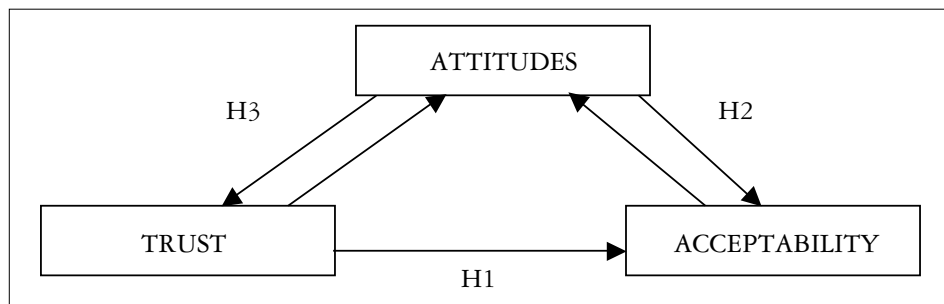 ATTITUDES
H3
H2
TRUST
ACCEPTABILITY
H1